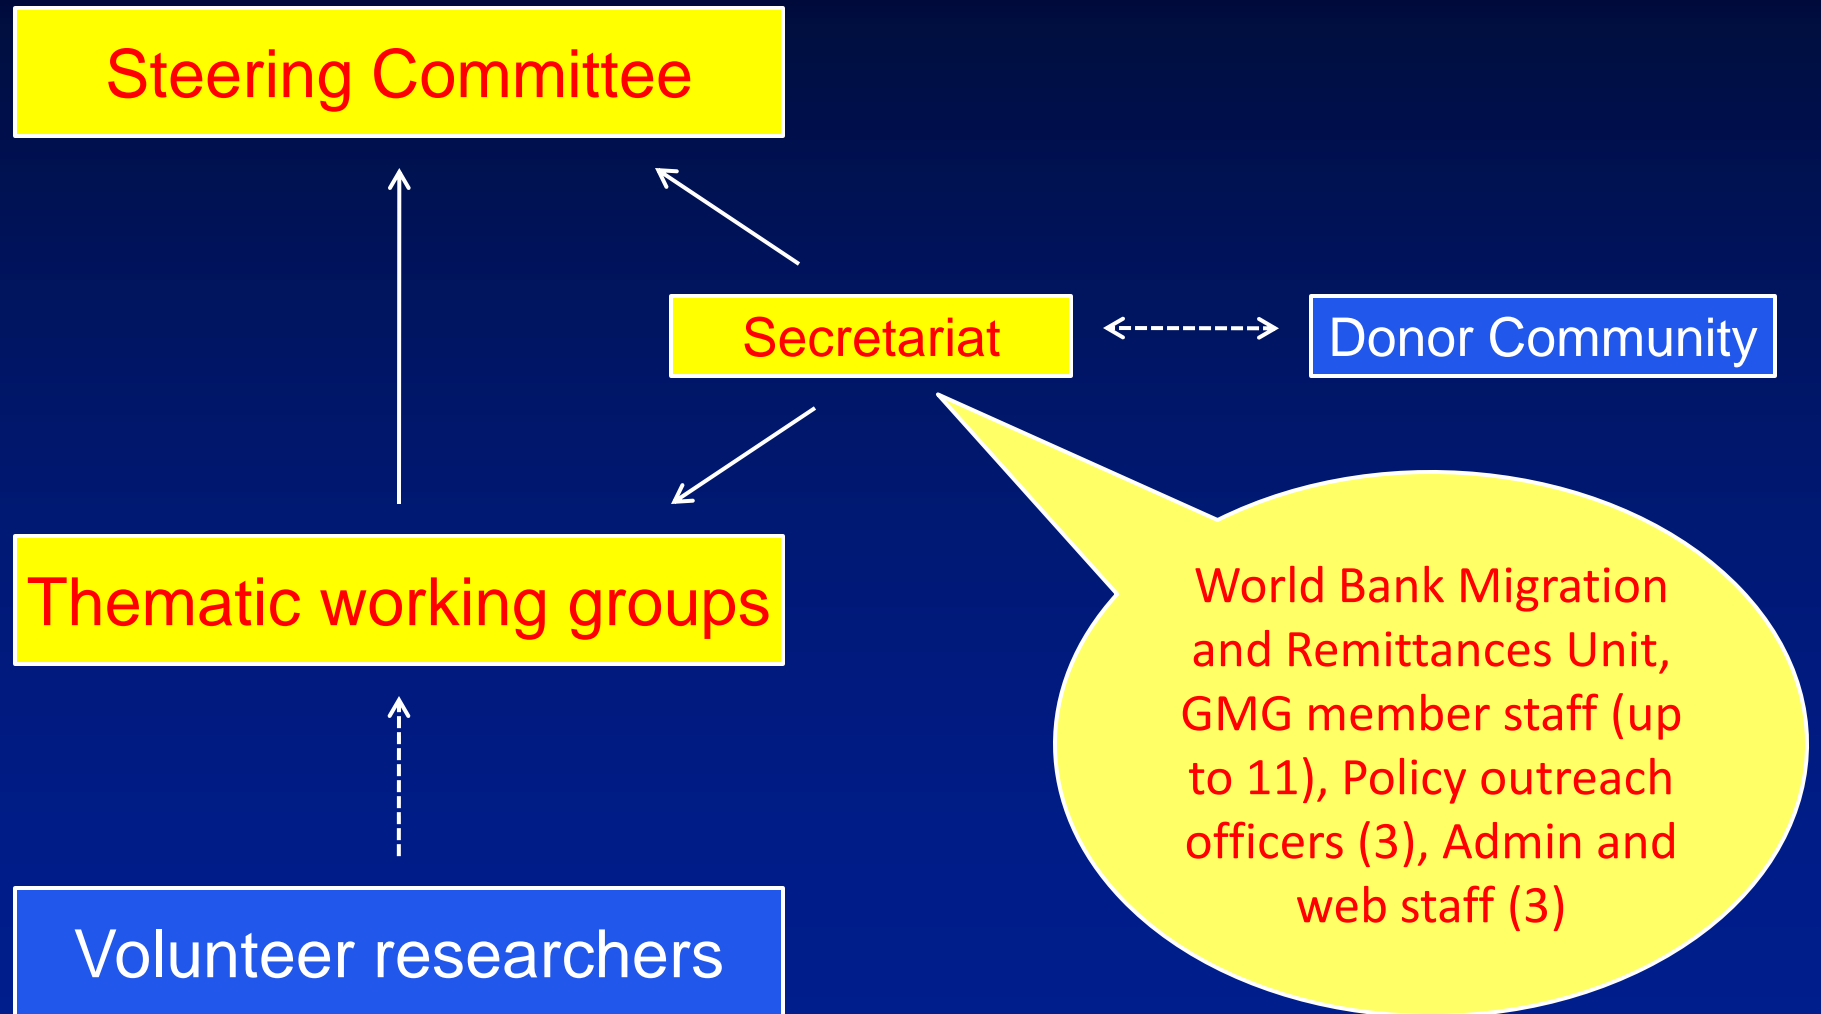 Steering Committee
Secretariat
Donor Community
Thematic working groups
World Bank Migration
and Remittances Unit,
GMG member staff (up
to 11), Policy outreach
officers (3), Admin and
web staff (3)
Volunteer researchers